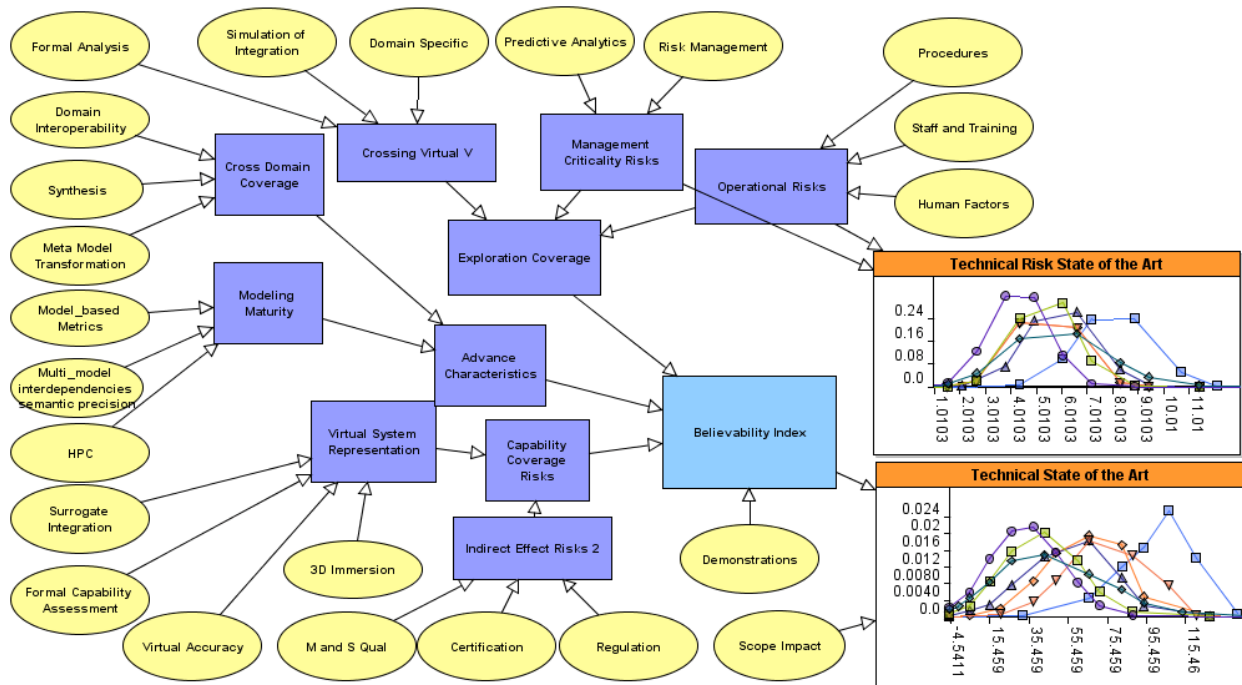 Formal Analysis
Simulation of
Integration
Domain Specific
Predictive Analytics
Risk Management
Procedures
Domain
Interoperability
Staff and Training
Crossing Virtual V
Management
Criticality Risks
Cross Domain
Coverage
Synthesis
Operational Risks
Human Factors
Meta Model
Transformation
Exploration Coverage
Technical Risk State of the Art
0.24
0.16
0.08
0.0
1.0103
2.0103
3.0103
4.0103
5.0103
6.0103
7.0103
8.0103
9.0103
10.01
11.01
Modeling
Maturity
Model_based
Metrics
Advance
Characteristics
Multi_model
interdependencies
semantic precision
Virtual System
Representation
Capability
Coverage
Risks
Believability Index
HPC
Technical State of the Art
0.024
0.02
0.016
0.012
0.0080
0.0040
0.0
-4.5411
15.459
35.459
55.459
75.459
95.459
115.46
Surrogate
Integration
Indirect Effect Risks 2
3D Immersion
Demonstrations
Formal Capability
Assessment
Virtual Accuracy
M and S Qual
Certification
Regulation
Scope Impact